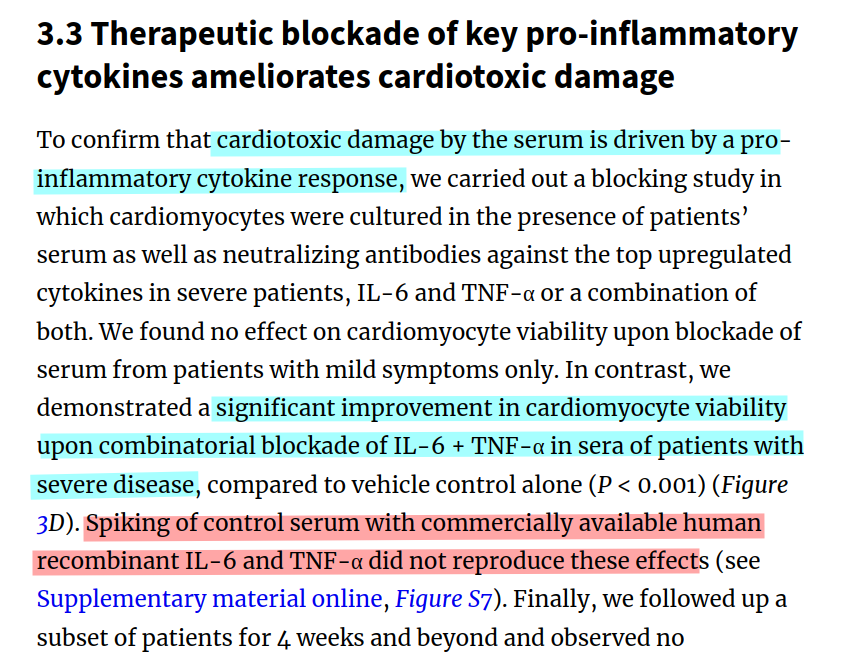 3.3 Therapeutic blockade of key pro-inflammatory
cytokines ameliorates cardiotoxic damage
To confirm that cardiotoxic damage by the serum is driven by a pro-
inflammatory cytokine response, we carried out a blocking study in
which cardiomyocytes were cultured in the presence of patients’
serum as well as neutralizing antibodies against the top upregulated
cytokines in severe patients, IL-6 and TNF-α or a combination of
both. We found no effect on cardiomyocyte viability upon blockade of
serum from patients with mild symptoms only. In contrast, we
demonstrated a significant improvement in cardiomyocyte viability
upon combinatorial blockade of IL-6 + TNF-α in sera of patients with
severe disease, compared to vehicle control alone (P < 0.001) (Figure
3D). Spiking of control serum with commercially available human
recombinant IL-6 and TNF-α did not reproduce these effects (see
Supplementary material online, Figure S7). Finally, we followed up a
subset of patients for 4 weeks and beyond and observed no